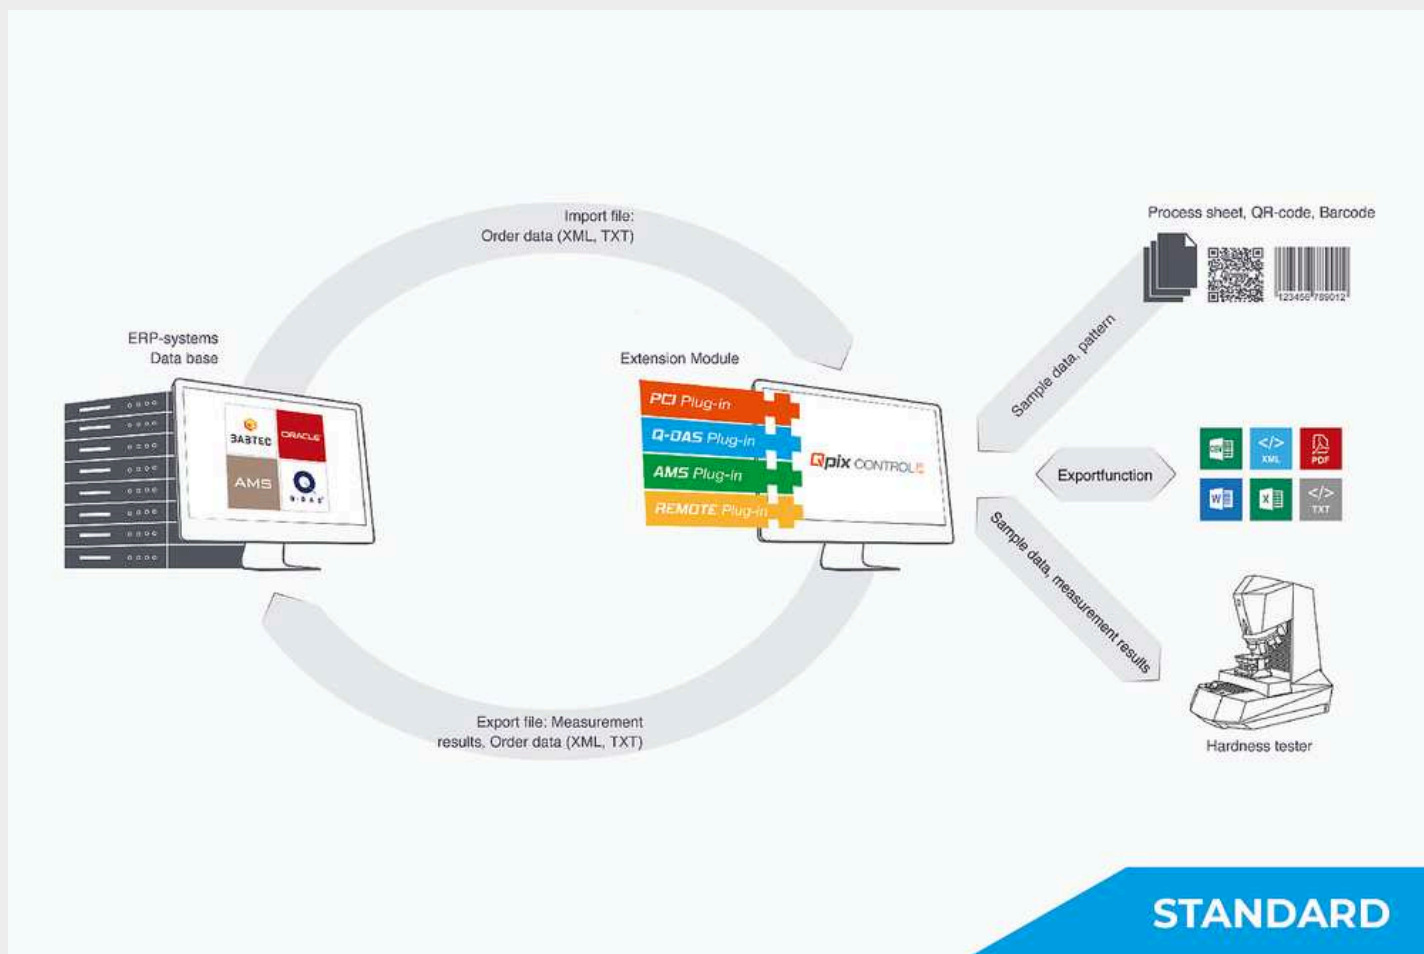 Import file:
Order data (XML, TXT)
Process sheet, QR-code, Barcode
123456 789012
ERP-systems
Data base
BABTEC
ORACLE
AMS
Q-DAS
Extension Module
PCI Plug-in
Q-DAS Plug-in
AMS Plug-in
REMOTE Plug-in
Qpix CONTROL
Sample data, pattern
Exportfunction
</>
XML
PDF
W
X
</>
TXT
Sample data, measurement results
Hardness tester
Export file: Measurement
results, Order data (XML, TXT)
STANDARD